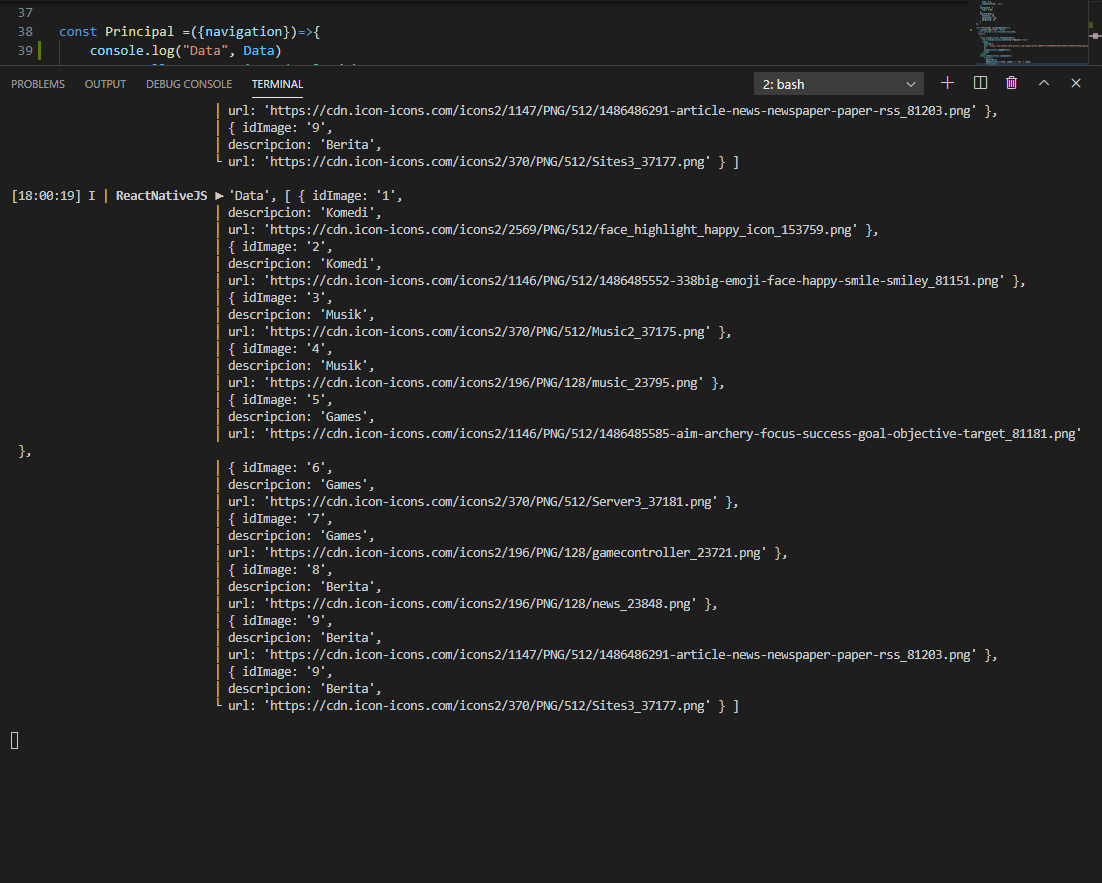 37
38 const Principal =({navigation})=>{
39 console.log("Data", Data)
PROBLEMS OUTPUT DEBUG CONSOLE TERMINAL 2: bash
url: 'https://cdn.icon-icons.com/icons2/1147/PNG/512/1486486291-article-news-newspaper-paper-rss_81203.png' },
{ idImage: '9',
descripcion: 'Berita',
url: 'https://cdn.icon-icons.com/icons2/370/PNG/512/Sites3_37177.png' } ]
[18:00:19] I | ReactNativeJS ▶ 'Data', [ { idImage: '1',
descripcion: 'Komedi',
url: 'https://cdn.icon-icons.com/icons2/2569/PNG/512/face_highlight_happy_icon_153759.png' },
{ idImage: '2',
descripcion: 'Komedi',
url: 'https://cdn.icon-icons.com/icons2/1146/PNG/512/1486485552-338big-emoji-face-happy-smile-smiley_81151.png' },
{ idImage: '3',
descripcion: 'Musik',
url: 'https://cdn.icon-icons.com/icons2/370/PNG/512/Music2_37175.png' },
{ idImage: '4',
descripcion: 'Musik',
url: 'https://cdn.icon-icons.com/icons2/196/PNG/128/music_23795.png' },
{ idImage: '5',
descripcion: 'Games',
url: 'https://cdn.icon-icons.com/icons2/1146/PNG/512/1486485585-aim-archery-focus-success-goal-objective-target_81181.png'
},
{ idImage: '6',
descripcion: 'Games',
url: 'https://cdn.icon-icons.com/icons2/370/PNG/512/Server3_37181.png' },
{ idImage: '7',
descripcion: 'Games',
url: 'https://cdn.icon-icons.com/icons2/196/PNG/128/gamecontroller_23721.png' },
{ idImage: '8',
descripcion: 'Berita',
url: 'https://cdn.icon-icons.com/icons2/196/PNG/128/news_23848.png' },
{ idImage: '9',
descripcion: 'Berita',
url: 'https://cdn.icon-icons.com/icons2/1147/PNG/512/1486486291-article-news-newspaper-paper-rss_81203.png' },
{ idImage: '9',
descripcion: 'Berita',
url: 'https://cdn.icon-icons.com/icons2/370/PNG/512/Sites3_37177.png' } ]